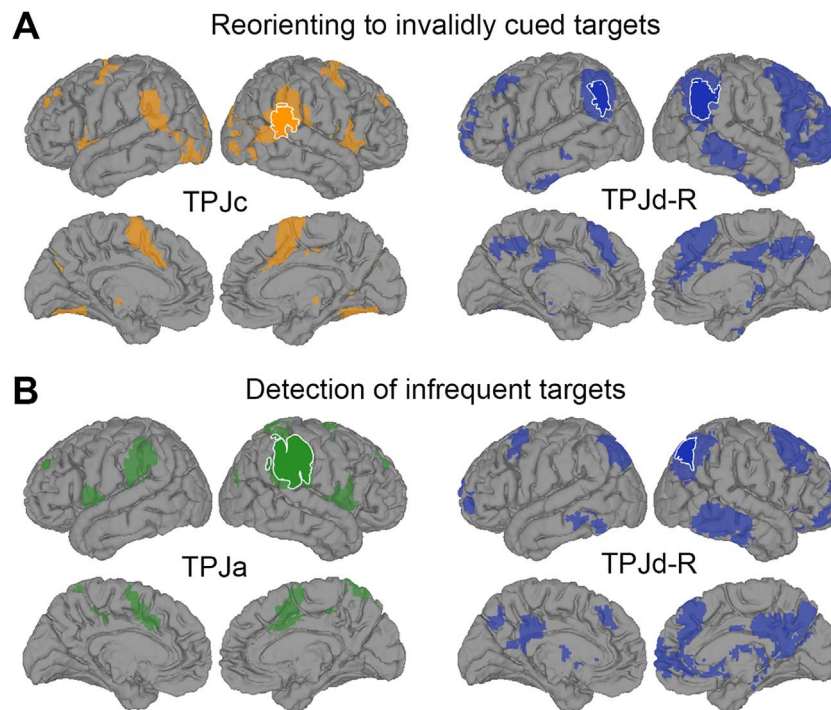 A
Reorienting to invalidly cued targets
TPJc
TPJd-R
B
Detection of infrequent targets
TPJa
TPJd-R